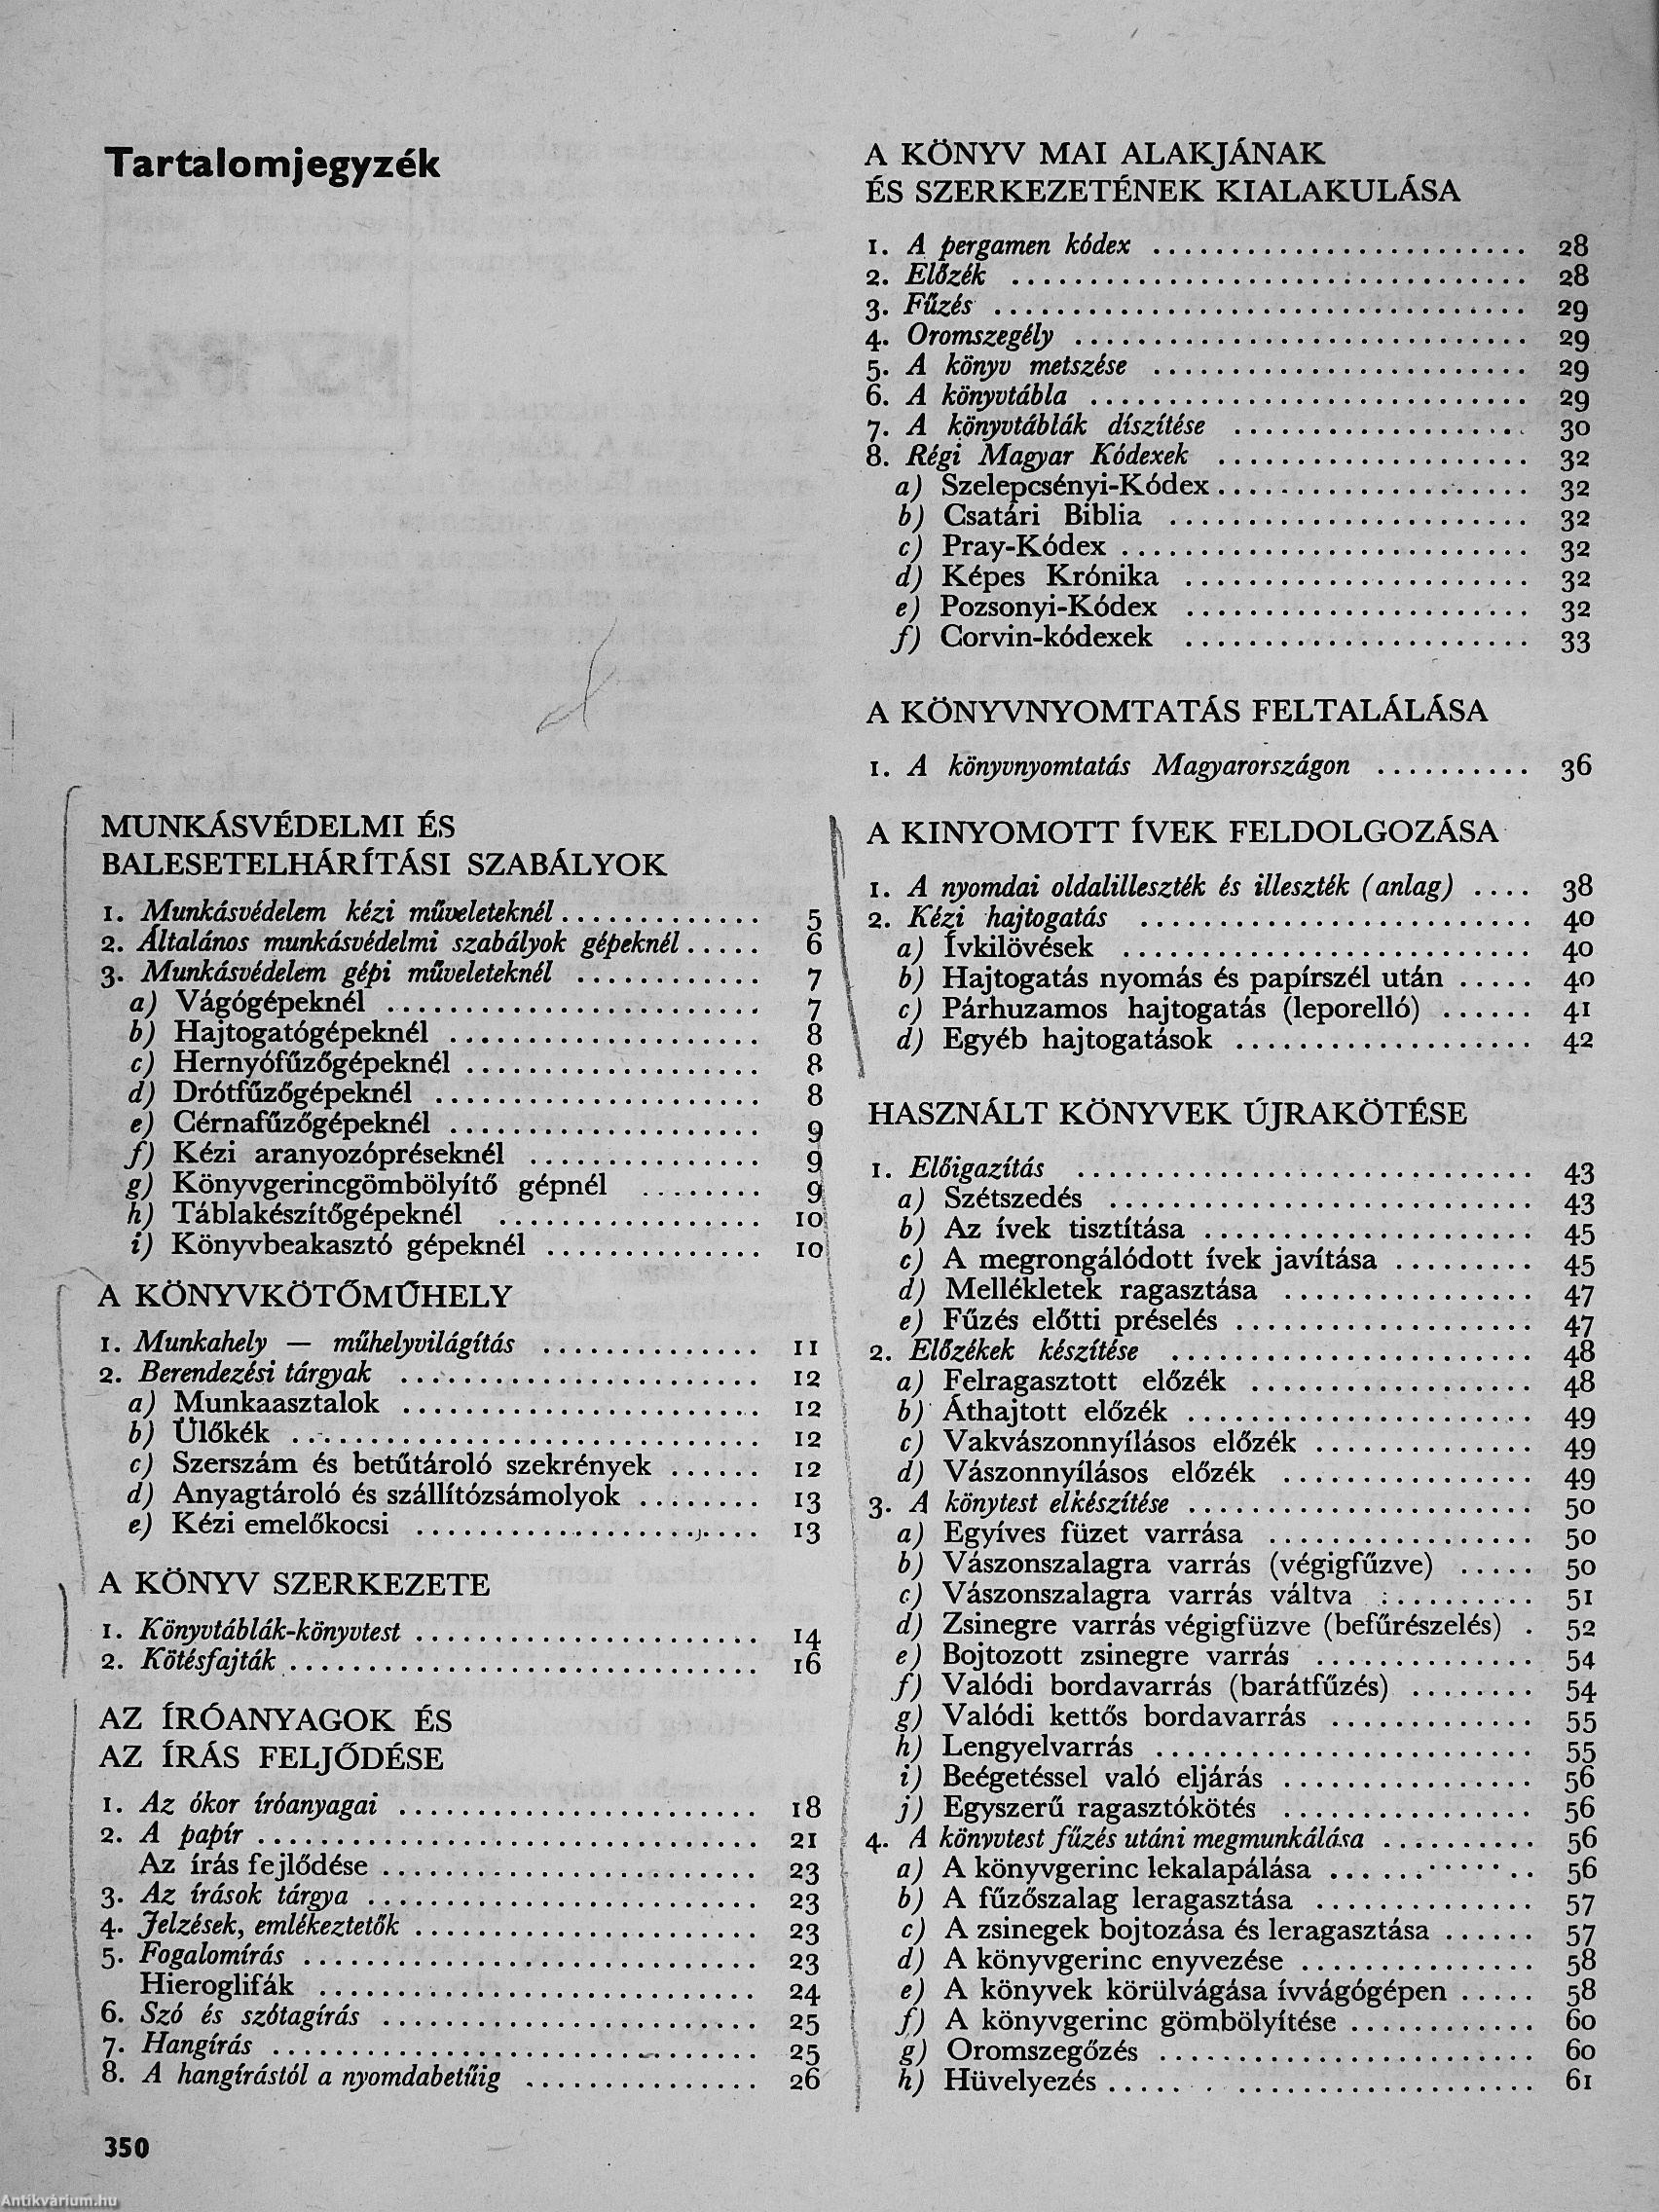 Tartalomjegyzék
MUNKÁSVÉDELMI ÉS
BALESETELHÁRÍTÁSI SZABÁLYOK
1. Munkásvédelem kézi műveleteknél . . . . . . . . . . . . . 5
2. Általános munkásvédelmi szabályok gépeknél . . . . . 6
3. Munkásvédelem gépi műveleteknél . . . . . . . . . . . . 7
a) Vágógépeknél . . . . . . . . . . . . . . . . . . . . . . . . 7
b) Hajtogatógépeknél . . . . . . . . . . . . . . . . . . . . 8
c) Hernyófűzőgépeknél . . . . . . . . . . . . . . . . . . . 8
d) Drótfűzőgépeknél . . . . . . . . . . . . . . . . . . . . . 8
e) Cérnafűzőgépeknél . . . . . . . . . . . . . . . . . . . . 9
f) Kézi aranyozópréseknél . . . . . . . . . . . . . . . 9
g) Könyvgerincgömbölyítő gépnél . . . . . . . . 9
h) Táblakészítőgépeknél . . . . . . . . . . . . . . . . . 10
i) Könyvbeakasztó gépeknél . . . . . . . . . . . . . . 10
A KÖNYVKÖTŐMŰHELY
1. Munkahely — műhelyvilágítás . . . . . . . . . . . . . . 11
2. Berendezési tárgyak . . . . . . . . . . . . . . . . . . . . . . . 12
a) Munkaasztalok . . . . . . . . . . . . . . . . . . . . . . . 12
b) Ülőkék . . . . . . . . . . . . . . . . . . . . . . . . . . . . . . 12
c) Szerszám és betűtároló szekrények . . . . . . 12
d) Anyagtároló és szállítózsámolyok . . . . . . . . 13
e) Kézi emelőkocsi . . . . . . . . . . . . . . . . . . . . . . 13
A KÖNYV SZERKEZETE
1. Könyvtáblák-könyvtest . . . . . . . . . . . . . . . . . . . . . . 14
2. Kötésfajták . . . . . . . . . . . . . . . . . . . . . . . . . . . . . . 16
AZ ÍRÓANYAGOK ÉS
AZ ÍRÁS FELJŐDÉSE
1. Az ókor íróanyagai . . . . . . . . . . . . . . . . . . . . . . . 18
2. A papír . . . . . . . . . . . . . . . . . . . . . . . . . . . . . . . . 21
Az írás fejlődése . . . . . . . . . . . . . . . . . . . . . . . . 23
3. Az írások tárgya . . . . . . . . . . . . . . . . . . . . . . . . . 23
4. Jelzések, emlékeztetők . . . . . . . . . . . . . . . . . . . . . . 23
5. Fogalomírás . . . . . . . . . . . . . . . . . . . . . . . . . . . . . 23
Hieroglifák . . . . . . . . . . . . . . . . . . . . . . . . . . . . 24
6. Szó és szótagírás . . . . . . . . . . . . . . . . . . . . . . . . 25
7. Hangírás . . . . . . . . . . . . . . . . . . . . . . . . . . . . . . . 25
8. A hangírástól a nyomdabetűig . . . . . . . . . . . . . . . 26
350
A KÖNYV MAI ALAKJÁNAK
ÉS SZERKEZETÉNEK KIALAKULÁSA
1. A pergamen kódex . . . . . . . . . . . . . . . . . . . . . . . . 28
2. Előzék . . . . . . . . . . . . . . . . . . . . . . . . . . . . . . . . . 28
3. Fűzés . . . . . . . . . . . . . . . . . . . . . . . . . . . . . . . . . . 29
4. Oromszegély . . . . . . . . . . . . . . . . . . . . . . . . . . . . . 29
5. A könyv metszése . . . . . . . . . . . . . . . . . . . . . . . . 29
6. A könyvtábla . . . . . . . . . . . . . . . . . . . . . . . . . . . . 29
7. A könyvtáblák díszítése . . . . . . . . . . . . . . . . . . . 30
8. Régi Magyar Kódexek . . . . . . . . . . . . . . . . . . . . 32
a) Szelepcsényi-Kódex . . . . . . . . . . . . . . . . . . . . 32
b) Csatári Biblia . . . . . . . . . . . . . . . . . . . . . . . 32
c) Pray-Kódex . . . . . . . . . . . . . . . . . . . . . . . . . . 32
d) Képes Krónika . . . . . . . . . . . . . . . . . . . . . . 32
e) Pozsonyi-Kódex . . . . . . . . . . . . . . . . . . . . . . 32
f) Corvin-kódexek . . . . . . . . . . . . . . . . . . . . . . 33
A KÖNYVNYOMTATÁS FELTALÁLÁSA
1. A könyvnyomtatás Magyarországon . . . . . . . . . . 36
A KINYOMOTT ÍVEK FELDOLGOZÁSA
1. A nyomdai oldalilleszték és illeszték (anlag) . . . . 38
2. Kézi hajtogatás . . . . . . . . . . . . . . . . . . . . . . . . . 40
a) Ívkilövések . . . . . . . . . . . . . . . . . . . . . . . . . . 40
b) Hajtogatás nyomás és papírszél után . . . . . 40
c) Párhuzamos hajtogatás (leporelló) . . . . . . 41
d) Egyéb hajtogatások . . . . . . . . . . . . . . . . . . . 42
HASZNÁLT KÖNYVEK ÚJRAKÖTÉSE
1. Előigazítás . . . . . . . . . . . . . . . . . . . . . . . . . . . . . 43
a) Szétszedés . . . . . . . . . . . . . . . . . . . . . . . . . . . 43
b) Az ívek tisztítása . . . . . . . . . . . . . . . . . . . . . 45
c) A megrongálódott ívek javítása . . . . . . . . . 45
d) Mellékletek ragasztása . . . . . . . . . . . . . . . . 47
e) Fűzés előtti préselés . . . . . . . . . . . . . . . . . . . 47
2. Előzékek készítése . . . . . . . . . . . . . . . . . . . . . . . 48
a) Felragasztott előzék . . . . . . . . . . . . . . . . . . 48
b) Áthajtott előzék . . . . . . . . . . . . . . . . . . . . . . 49
c) Vakvászonnyílásos előzék . . . . . . . . . . . . . . 49
d) Vászonnyílásos előzék . . . . . . . . . . . . . . . . 49
3. A könytest elkészítése . . . . . . . . . . . . . . . . . . . . . . 50
a) Egyíves füzet varrása . . . . . . . . . . . . . . . . . 50
b) Vászonszalagra varrás (végigfűzve) . . . . . 50
c) Vászonszalagra varrás váltva . . . . . . . . . . 51
d) Zsinegre varrás végigfüzve (befűrészelés) . 52
e) Bojtozott zsinegre varrás . . . . . . . . . . . . . . 54
f) Valódi bordavarrás (barátfűzés) . . . . . . . . 54
g) Valódi kettős bordavarrás . . . . . . . . . . . . . 55
h) Lengyelvarrás . . . . . . . . . . . . . . . . . . . . . . . . 55
i) Beégetéssel való eljárás . . . . . . . . . . . . . . . . 56
j) Egyszerű ragasztókötés . . . . . . . . . . . . . . . . 56
4. A könyvtest fűzés utáni megmunkálása . . . . . . . . . . 56
a) A könyvgerinc lekalapálása . . . . . . . . . . . . . 56
b) A fűzőszalag leragasztása . . . . . . . . . . . . . . 57
c) A zsinegek bojtozása és leragasztása . . . . . . 57
d) A könyvgerinc enyvezése . . . . . . . . . . . . . . . 58
e) A könyvek körülvágása ívvágógépen . . . . . 58
f) A könyvgerinc gömbölyítése . . . . . . . . . . . . 60
g) Oromszegőzés . . . . . . . . . . . . . . . . . . . . . . . . 60
h) Hüvelyezés . . . . . . . . . . . . . . . . . . . . . . . . . . 61
Antikvárium.hu